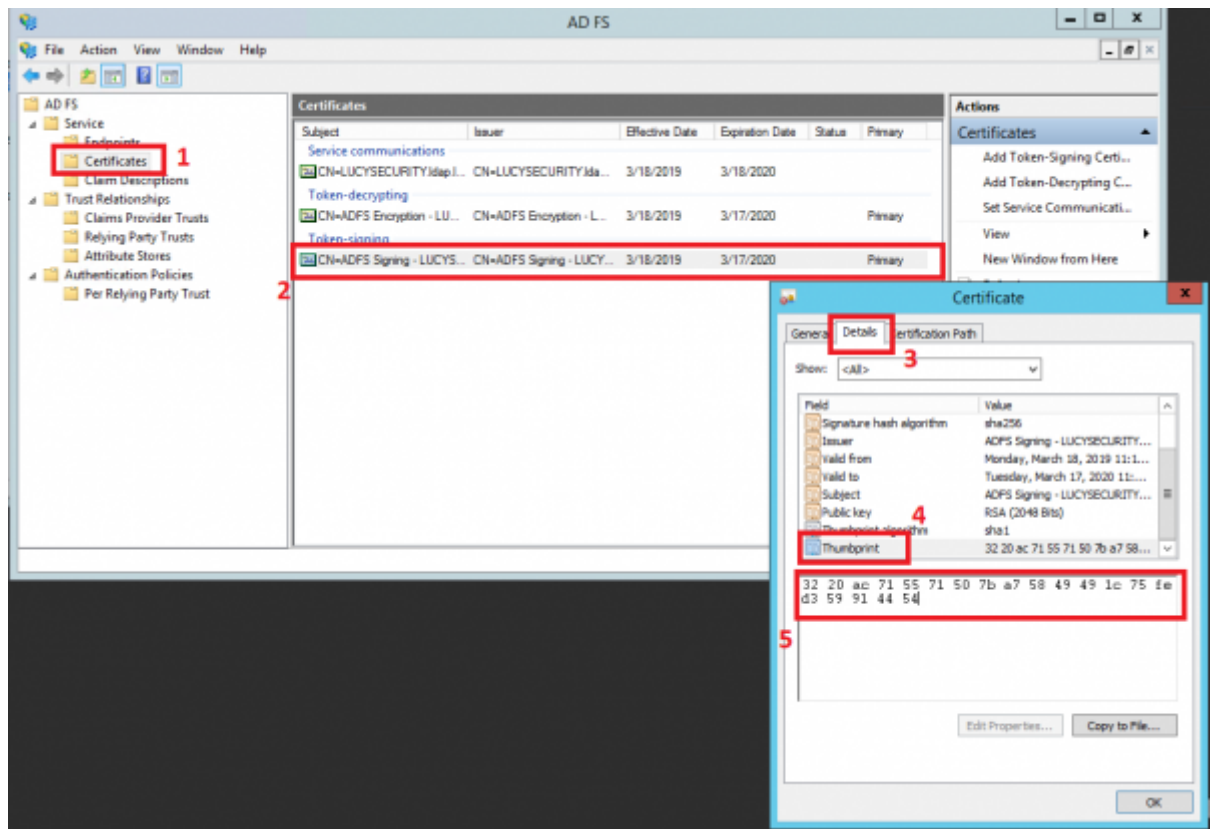 AD FS
File Action View Window Help
AD FS
Service
Endpoints
Certificates
1
Claim Descriptions
Trust Relationships
Claims Provider Trusts
Relying Party Trusts
Attribute Stores
Authentication Policies
Per Relying Party Trust
2
Certificates
Subject Issuer Effective Date Expiration Date Status Primary
Service communications
CN=LUCYSECURITY.ldap.l... CN=LUCYSECURITY.lda... 3/18/2019 3/18/2020
Token-decrypting
CN=ADFS Encryption - LU... CN=ADFS Encryption - L... 3/18/2019 3/17/2020 Primary
Token-signing
CN=ADFS Signing - LUCYS... CN=ADFS Signing - LUCY... 3/18/2019 3/17/2020 Primary
Actions
Certificates
Add Token-Signing Certi...
Add Token-Decrypting C...
Set Service Communicati...
View
New Window from Here
Certificate
General Details Certification Path
3
Show: <All>
Field Value
Signature hash algorithm sha256
Issuer ADFS Signing - LUCYSECURITY...
Valid from Monday, March 18, 2019 11:1...
Valid to Tuesday, March 17, 2020 11:...
Subject ADFS Signing - LUCYSECURITY...
Public key RSA (2048 Bits)
4
Thumbprint algorithm sha1
Thumbprint 32 20 ac 71 55 71 50 7b a7 58...
32 20 ac 71 55 71 50 7b a7 58 49 49 1c 75 fe
d3 59 91 44 54
5
Edit Properties... Copy to File...
OK